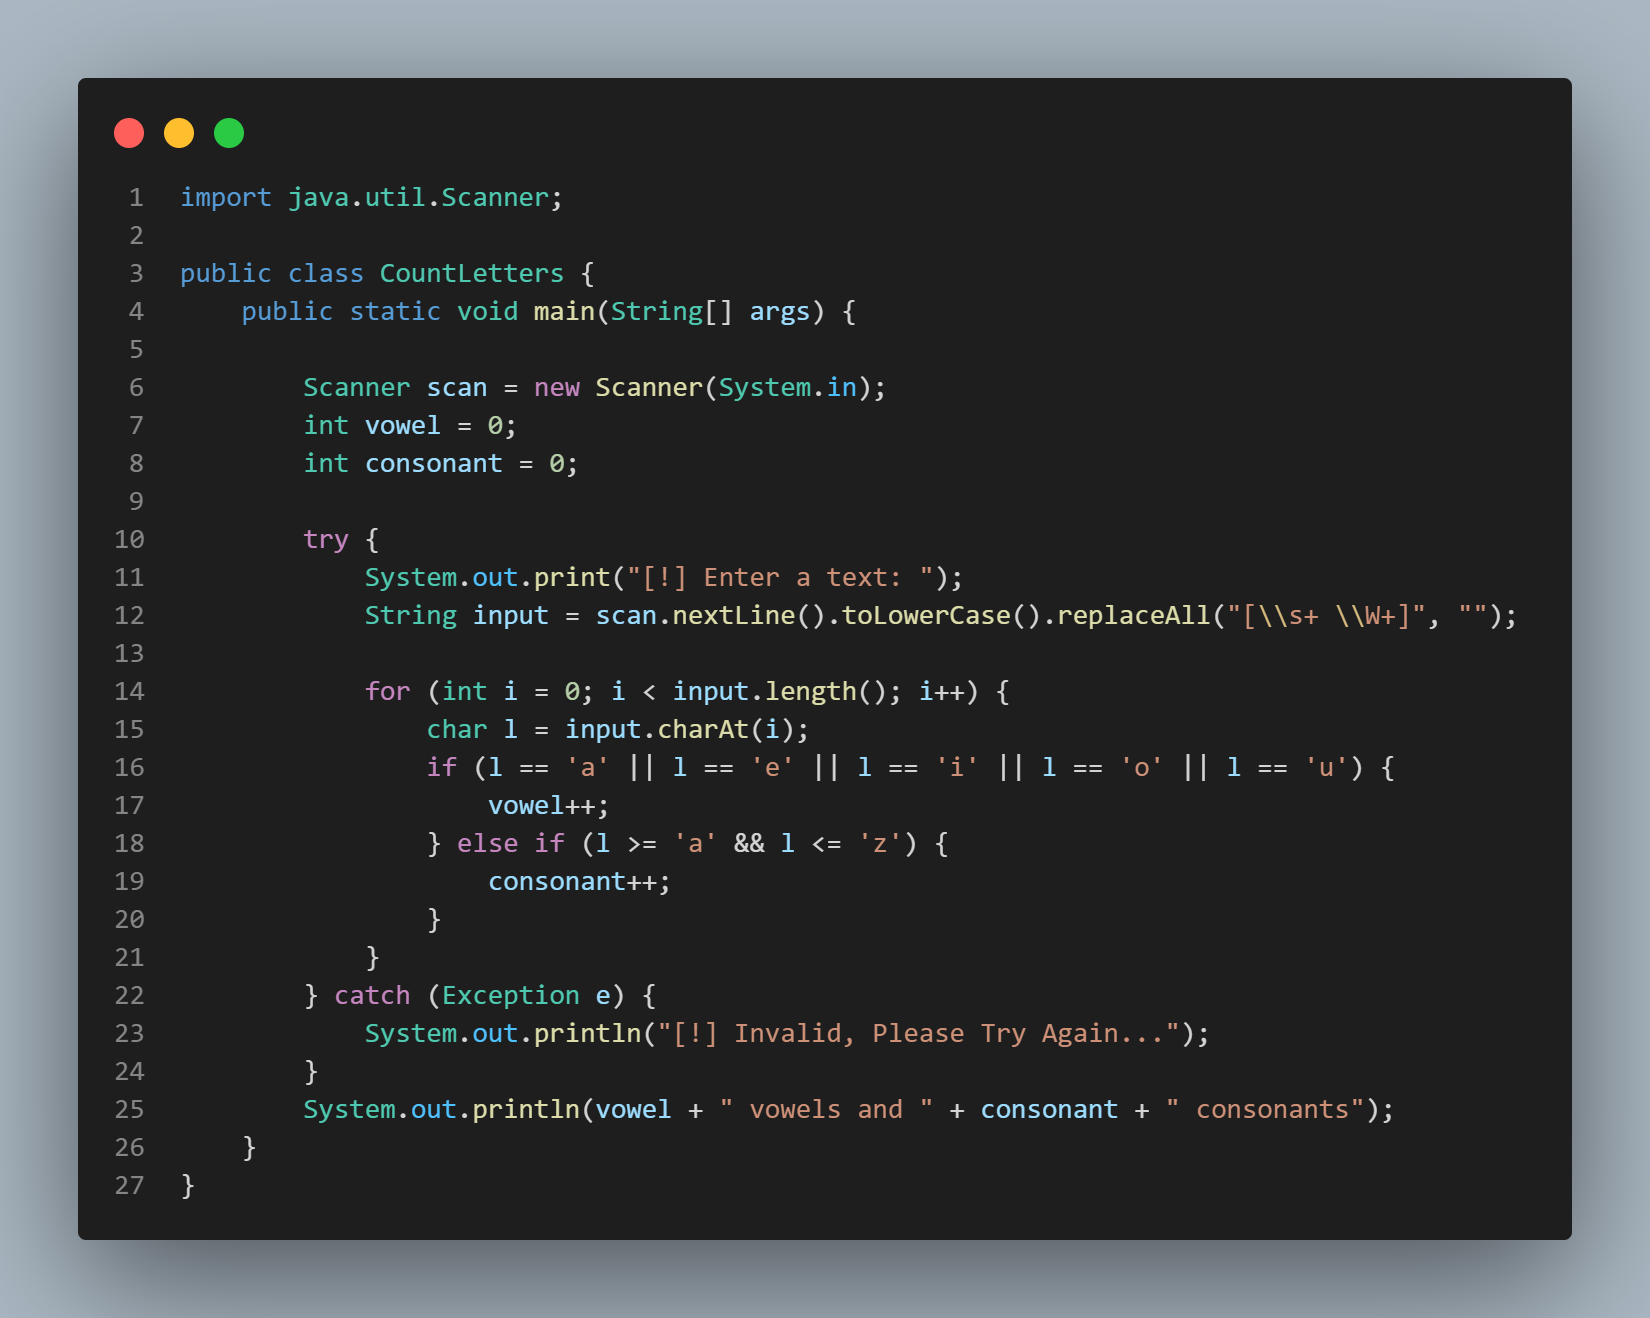 1 import java.util.Scanner;
2
3 public class CountLetters {
4     public static void main(String[] args) {
5
6         Scanner scan = new Scanner(System.in);
7         int vowel = 0;
8         int consonant = 0;
9
10         try {
11             System.out.print("[!] Enter a text: ");
12             String input = scan.nextLine().toLowerCase().replaceAll("[\\s+ \\W+]", "");
13
14             for (int i = 0; i < input.length(); i++) {
15                 char l = input.charAt(i);
16                 if (l == 'a' || l == 'e' || l == 'i' || l == 'o' || l == 'u') {
17                     vowel++;
18                 } else if (l >= 'a' && l <= 'z') {
19                     consonant++;
20                 }
21             }
22         } catch (Exception e) {
23             System.out.println("[!] Invalid, Please Try Again...");
24         }
25         System.out.println(vowel + " vowels and " + consonant + " consonants");
26     }
27 }